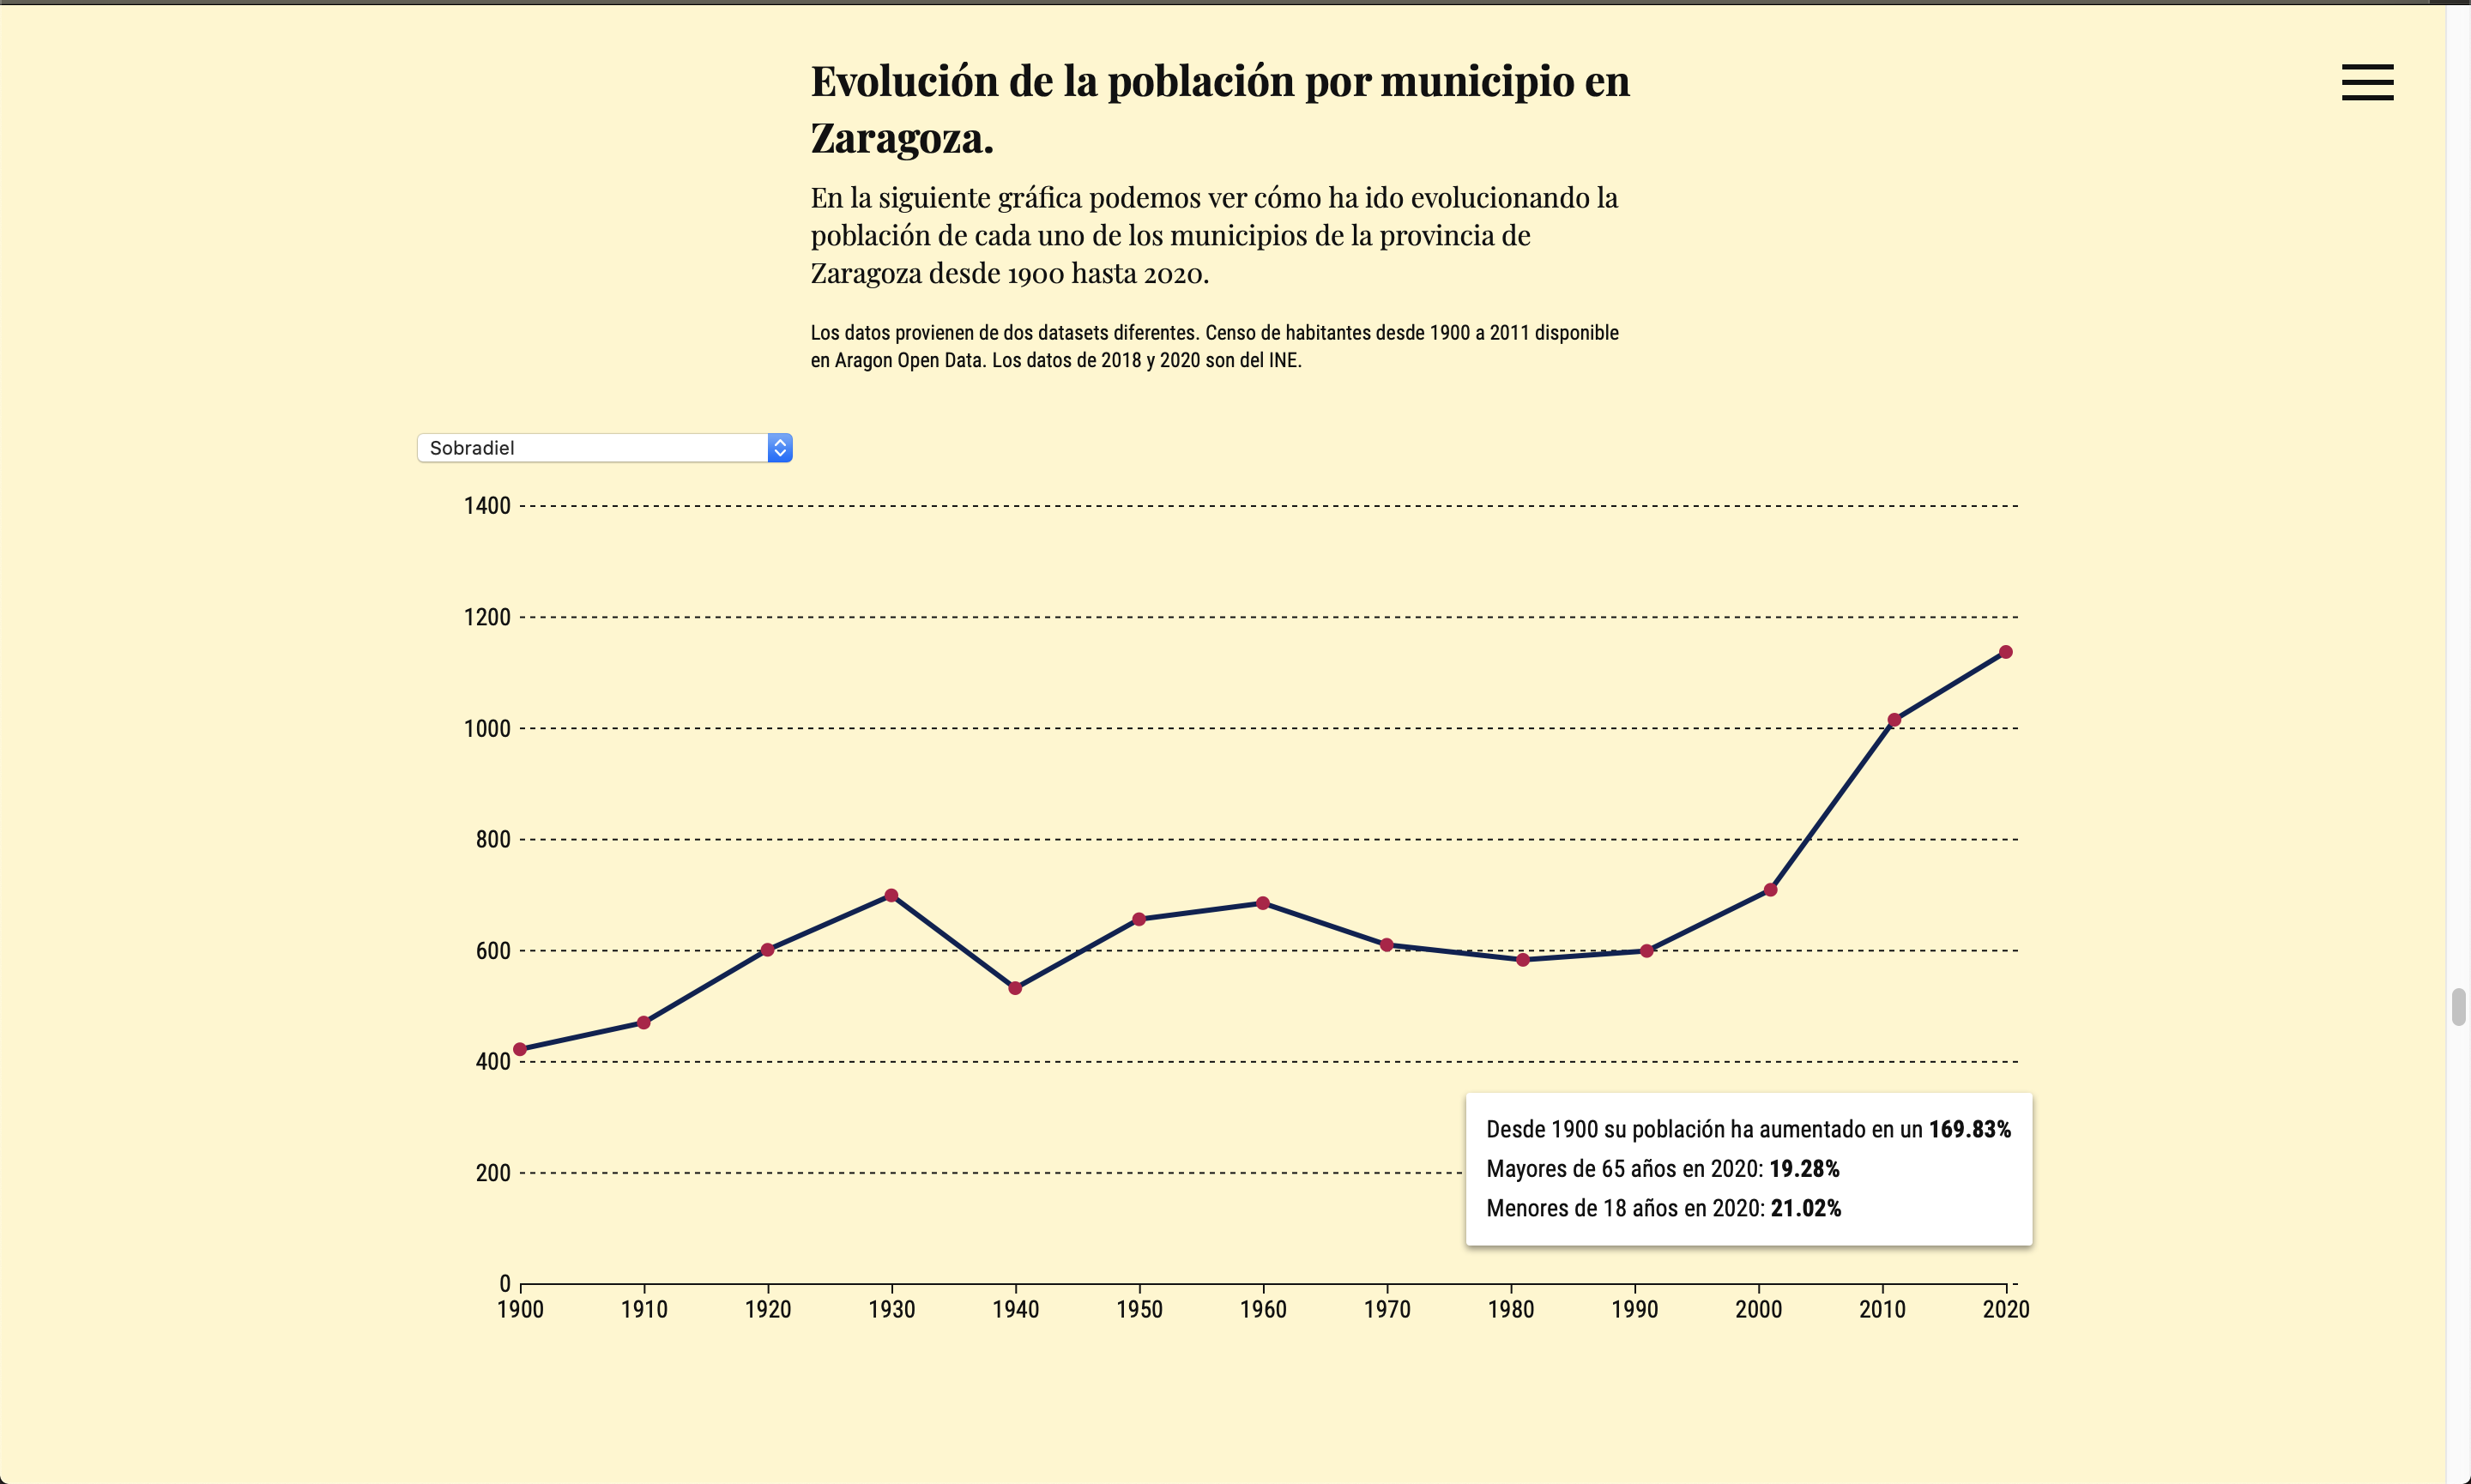 Evolución de la población por municipio en
Zaragoza.
En la siguiente gráfica podemos ver cómo ha ido evolucionando la
población de cada uno de los municipios de la provincia de
Zaragoza desde 1900 hasta 2020.
Los datos provienen de dos datasets diferentes. Censo de habitantes desde 1900 a 2011 disponible
en Aragon Open Data. Los datos de 2018 y 2020 son del INE.
Sobradiel
1400
1200
1000
800
600
400
200
0
Desde 1900 su población ha aumentado en un 169.83%
Mayores de 65 años en 2020: 19.28%
Menores de 18 años en 2020: 21.02%
1900 1910 1920 1930 1940 1950 1960 1970 1980 1990 2000 2010 2020